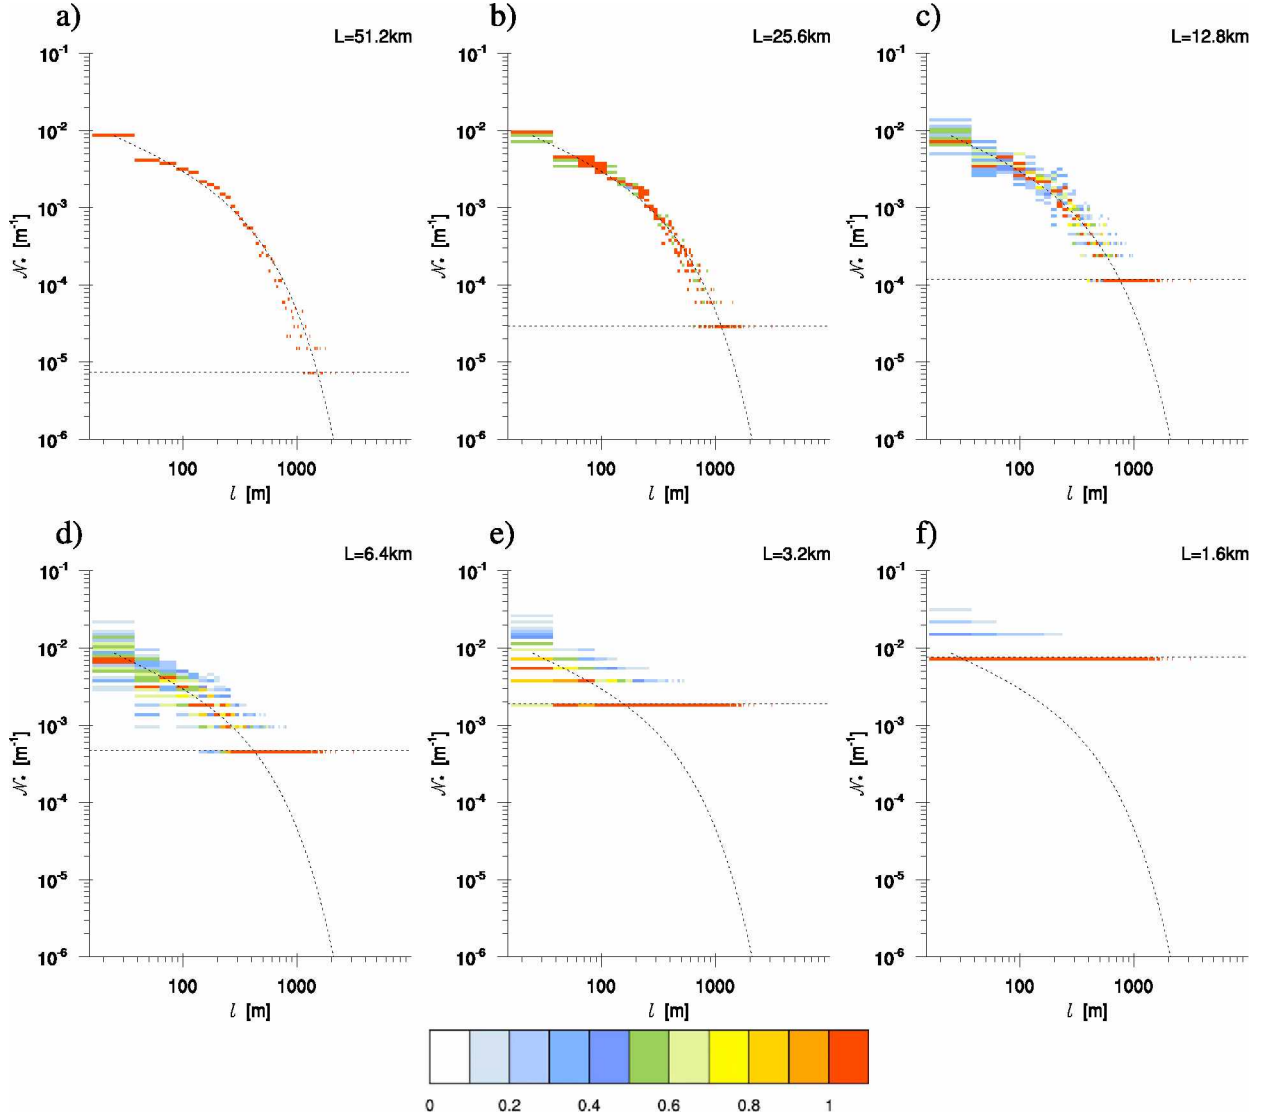 a)
L=51.2km
10-1
10-2
10-3
10-4
10-5
10-6
𝒩* [m-1]
100
1000
l [m]
b)
L=25.6km
10-1
10-2
10-3
10-4
10-5
10-6
𝒩* [m-1]
100
1000
l [m]
c)
L=12.8km
10-1
10-2
10-3
10-4
10-5
10-6
𝒩* [m-1]
100
1000
l [m]
d)
L=6.4km
10-1
10-2
10-3
10-4
10-5
10-6
𝒩* [m-1]
100
1000
l [m]
e)
L=3.2km
10-1
10-2
10-3
10-4
10-5
10-6
𝒩* [m-1]
100
1000
l [m]
f)
L=1.6km
10-1
10-2
10-3
10-4
10-5
10-6
𝒩* [m-1]
100
1000
l [m]
0 0.2 0.4 0.6 0.8 1